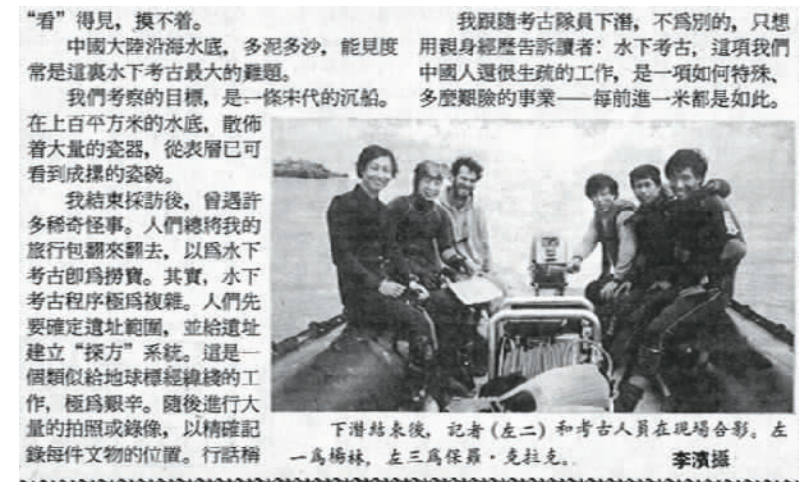 “看”得見，摸不着。
中國大陸沿海水底，多泥多沙，能見度
常是這裏水下考古最大的難題。
我們考察的目標，是一條宋代的沉船。
在上百平方米的水底，散佈
着大量的瓷器，從表層已可
看到成摞的瓷碗。
我結束採訪後，曾遇許
多稀奇怪事。人們總將我的
旅行包翻來翻去，以爲水下
考古卽爲撈寶。其實，水下
考古程序極爲複雜。人們先
要確定遺址範圍，並給遺址
建立“探方”系統。這是一
個類似給地球標經緯綫的工
作，極爲艱辛。隨後進行大
量的拍照或錄像，以精確記
錄每件文物的位置。行話稱
我跟隨考古隊員下潛，不爲別的，只想
用親身經歷告訴讀者：水下考古，這項我們
中國人還很生疏的工作，是一項如何特殊、
多麼艱險的事業——每前進一米都是如此。
下潛結束後，記者（左二）和考古人員在現場合影。左
一爲楊林，左三爲保羅·克拉克。
李濱攝